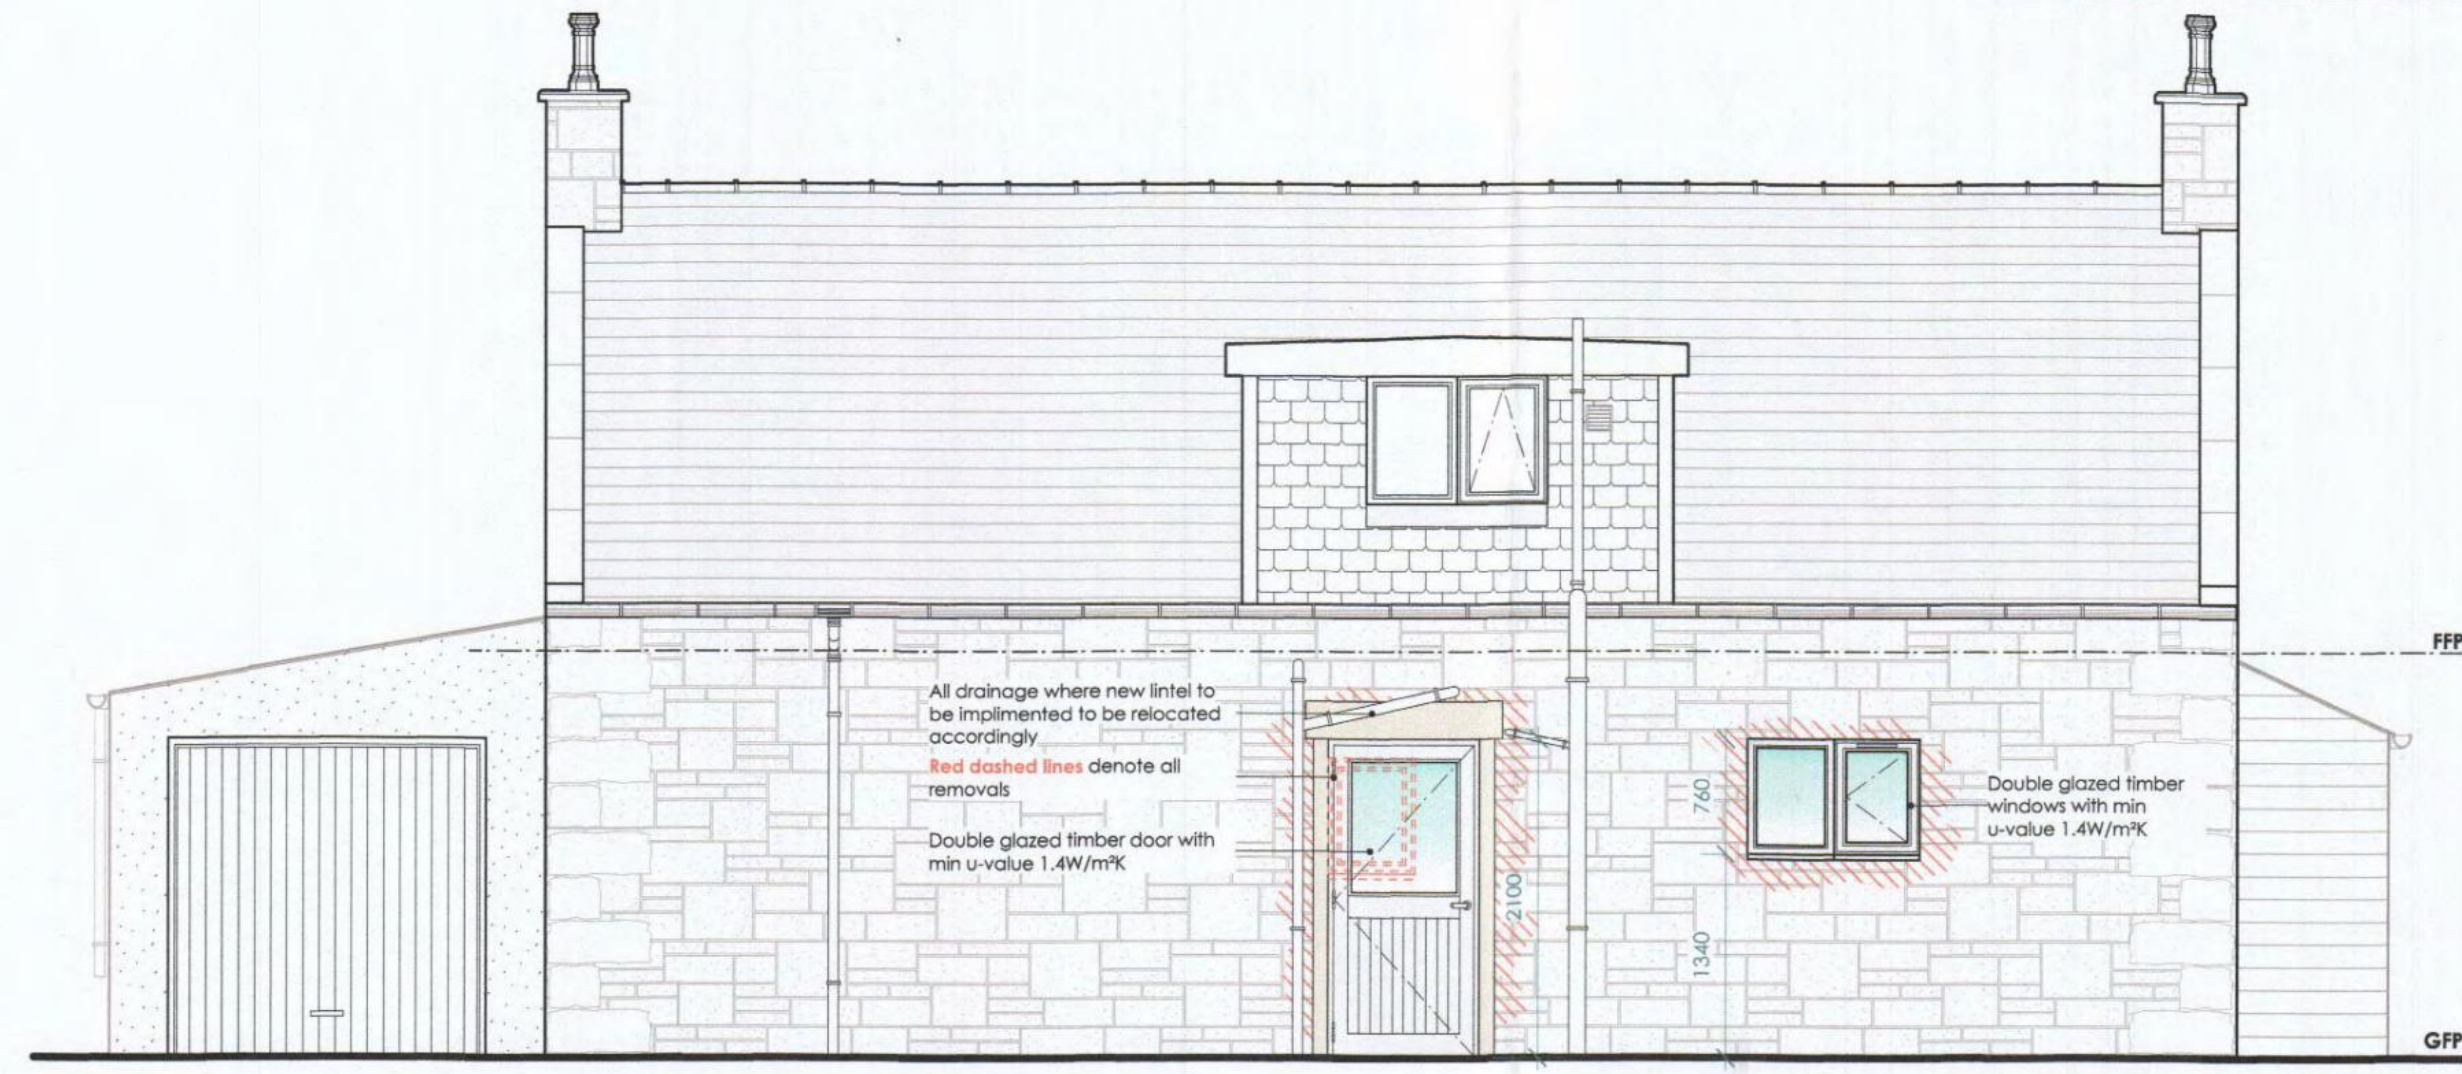 FFP
All drainage where new lintel to
be implimented to be relocated
accordingly
Red dashed lines denote all
removals
Double glazed timber door with
min u-value 1.4W/m²K
2100
760
1340
Double glazed timber
windows with min
u-value 1.4W/m²K
GFP